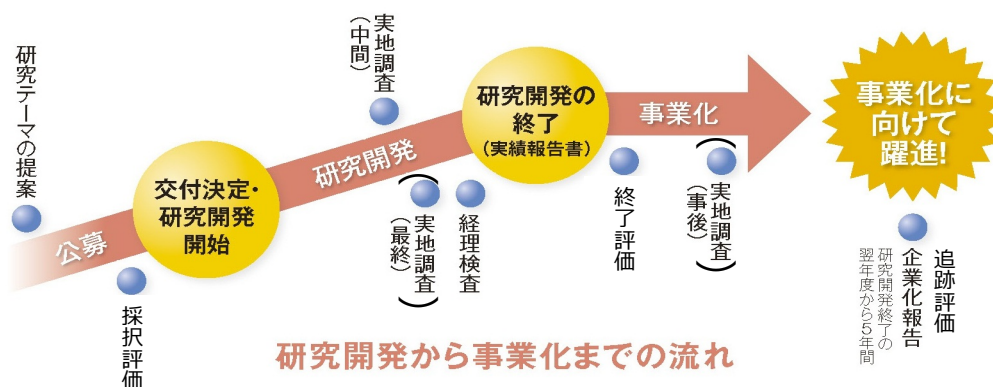 研究テーマの提案
公募
採択評価
交付決定・
研究開発
開始
研究開発
実地調査
(中間)
実地調査
(最終)
経理検査
研究開発の
終了
(実績報告書)
事業化
終了評価
実地調査
(事後)
事業化に
向けて
躍進!
追跡評価
企業化報告
研究開発終了の
翌年度から5年間
研究開発から事業化までの流れ